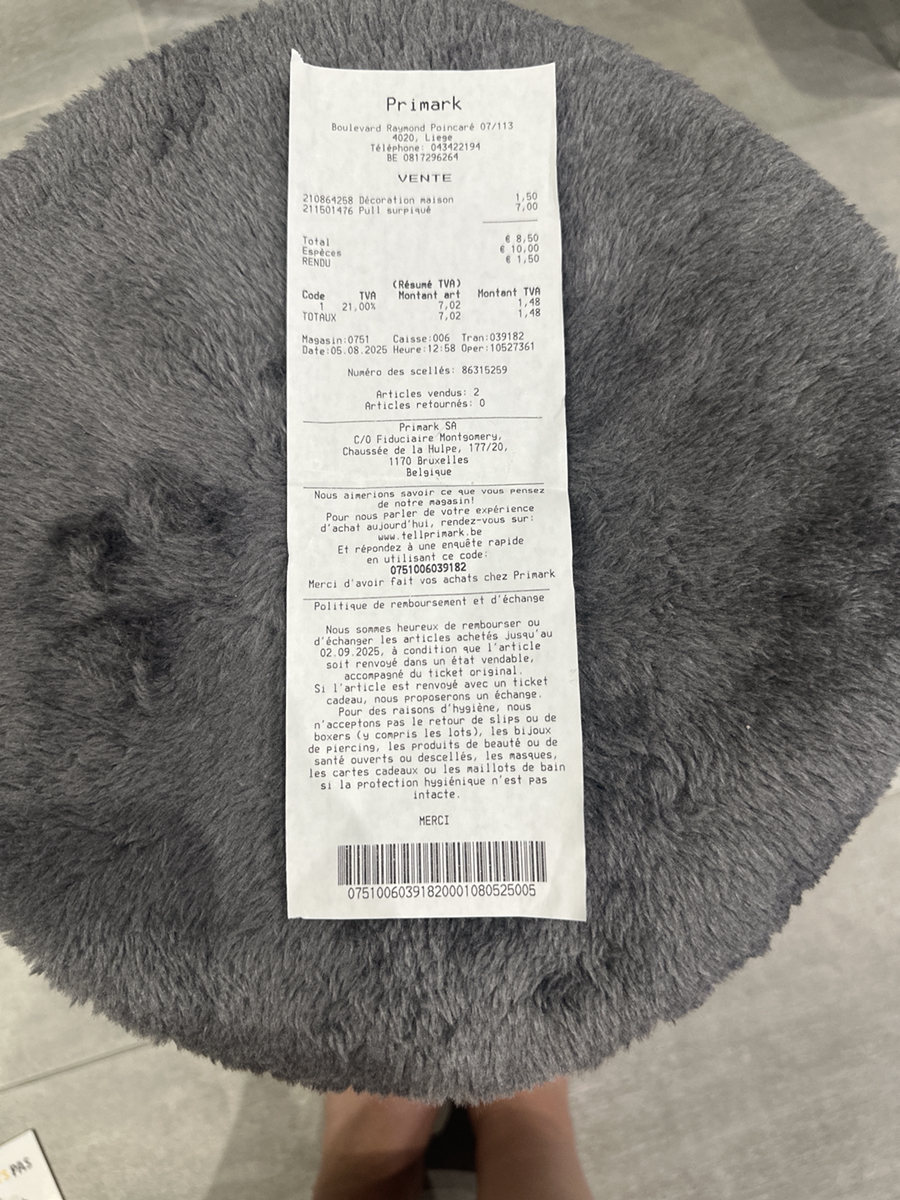 Primark
Boulevard Raymond Poincaré 07/113
4020, Liege
Téléphone: 043422194
BE 0817296264
VENTE
210864258 Décoration maison 1,50
211501476 Pull surpiqué 7,00
Total € 8,50
Espèces € 10,00
RENDU € 1,50
(Résumé TVA)
Code TVA Montant art Montant TVA
1 21,00% 7,02 1,48
TOTAUX 7,02 1,48
Magasin:0751 Caisse:006 Tran:039182
Date:05.08.2025 Heure:12:58 Oper:10527361
Numéro des scellés: 86315259
Articles vendus: 2
Articles retournés: 0
Primark SA
C/O Fiduciaire Montgomery,
Chaussée de la Hulpe, 177/20,
1170 Bruxelles
Belgique
Nous aimerions savoir ce que vous pensez
de notre magasin!
Pour nous parler de votre expérience
d'achat aujourd'hui, rendez-vous sur:
www.tellprimark.be
Et répondez à une enquête rapide
en utilisant ce code:
0751006039182
Merci d'avoir fait vos achats chez Primark
Politique de remboursement et d'échange
Nous sommes heureux de rembourser ou
d'échanger les articles achetés jusqu'au
02.09.2025, à condition que l'article
soit renvoyé dans un état vendable,
accompagné du ticket original.
Si l'article est renvoyé avec un ticket
cadeau, nous proposerons un échange.
Pour des raisons d'hygiène, nous
n'acceptons pas le retour de slips ou de
boxers (y compris les lots), les bijoux
de piercing, les produits de beauté ou de
santé ouverts ou descellés, les masques,
les cartes cadeaux ou les maillots de bain
si la protection hygiénique n'est pas
intacte.
MERCI
07510060391820001080525005
PAS